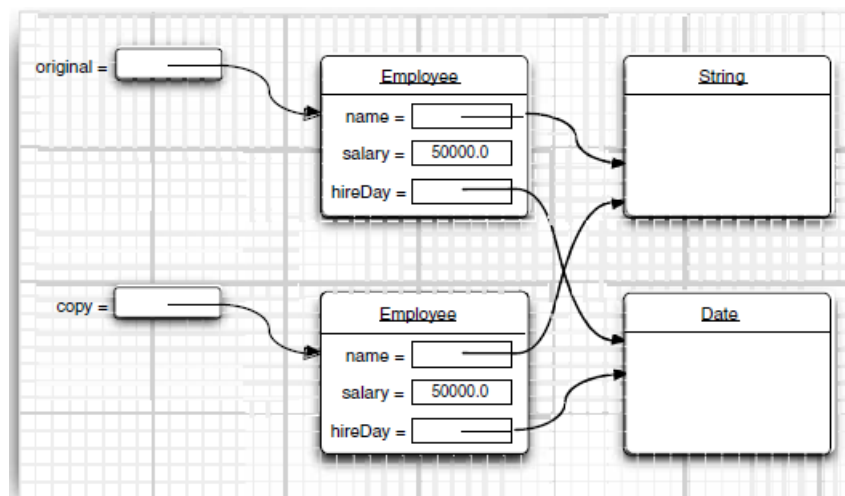 original =
Employee
name =
salary = 50000.0
hireDay =
String
copy =
Employee
name =
salary = 50000.0
hireDay =
Date